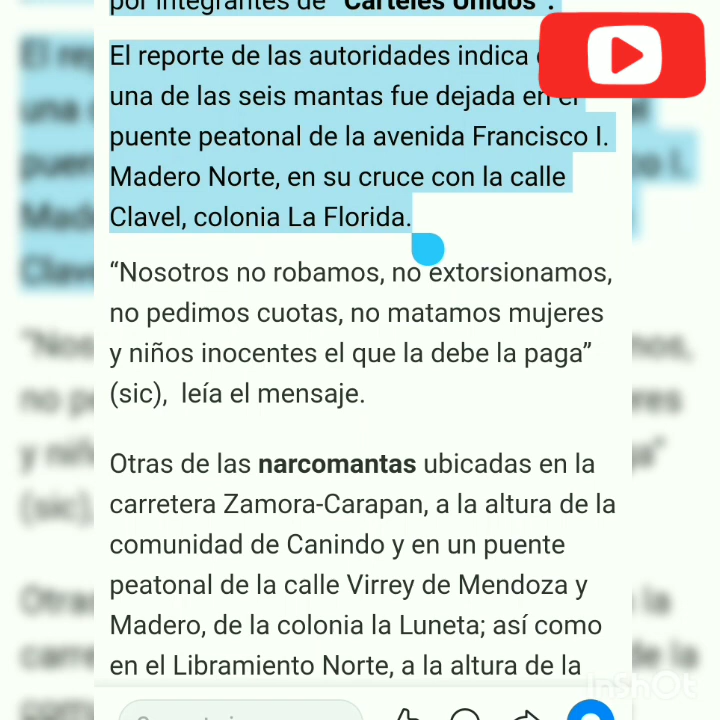 por integrantes de "Cárteles Unidos".
El reporte de las autoridades indica
una de las seis mantas fue dejada en el
puente peatonal de la avenida Francisco I.
Madero Norte, en su cruce con la calle
Clavel, colonia La Florida.
“Nosotros no robamos, no extorsionamos,
no pedimos cuotas, no matamos mujeres
y niños inocentes el que la debe la paga”
(sic),  leía el mensaje.
Otras de las narcomantas ubicadas en la
carretera Zamora-Carapan, a la altura de la
comunidad de Canindo y en un puente
peatonal de la calle Virrey de Mendoza y
Madero, de la colonia la Luneta; así como
en el Libramiento Norte, a la altura de la
InShOt